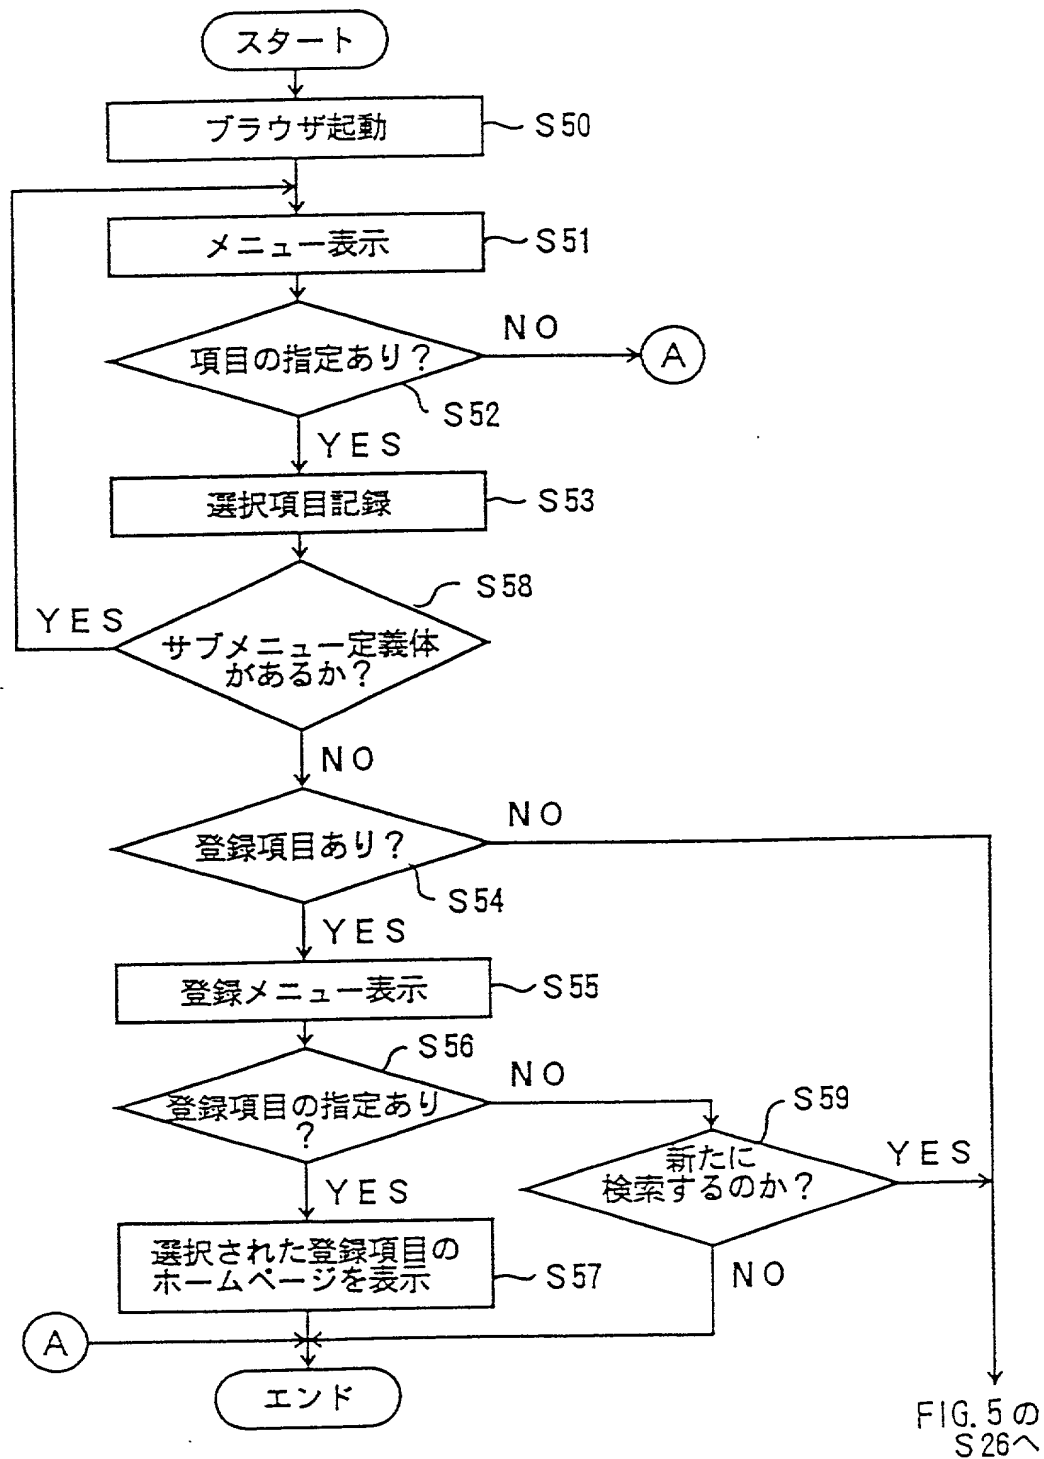 スタート
ブラウザ起動
S50
メニュー表示
S51
項目の指定あり?
NO
A
S52
YES
選択項目記録
S53
S58
YES
サブメニュー定義体
があるか?
NO
登録項目あり?
NO
S54
YES
登録メニュー表示
S55
S56
NO
登録項目の指定あり
?
S59
新たに
検索するのか?
YES
YES
選択された登録項目の
ホームページを表示
S57
NO
A
エンド
FIG. 5 の
S26へ